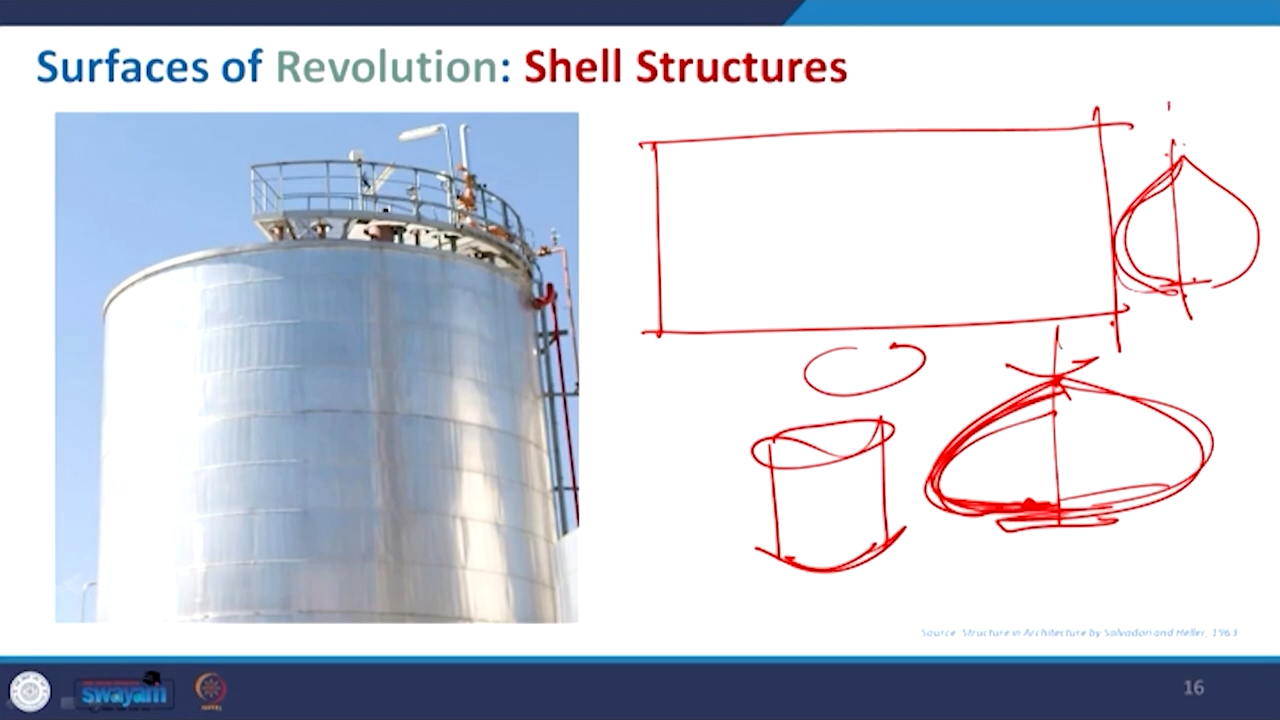 Surfaces of Revolution: Shell Structures
Source: Structure in Architecture by Salvadori and Heller, 1963
swayam
16